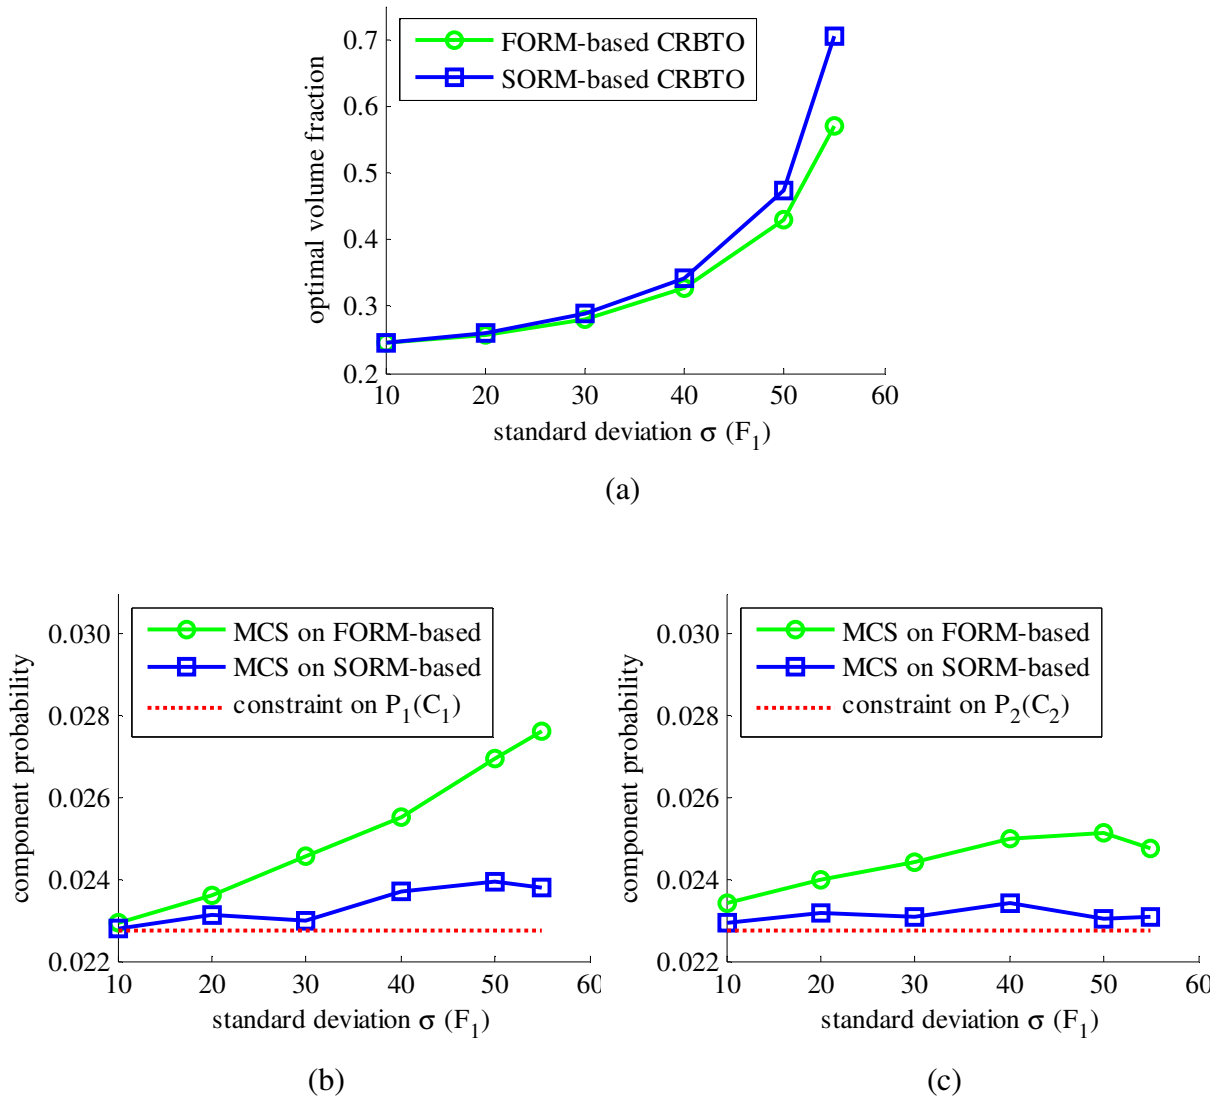 0.7
0.6
0.5
0.4
0.3
0.2
optimal volume fraction
FORM-based CRBTO
SORM-based CRBTO
10 20 30 40 50 60
standard deviation σ (F1)
(a)
0.030
0.028
0.026
0.024
0.022
component probability
MCS on FORM-based
MCS on SORM-based
constraint on P1(C1)
10 20 30 40 50 60
standard deviation σ (F1)
(b)
0.030
0.028
0.026
0.024
0.022
component probability
MCS on FORM-based
MCS on SORM-based
constraint on P2(C2)
10 20 30 40 50 60
standard deviation σ (F1)
(c)